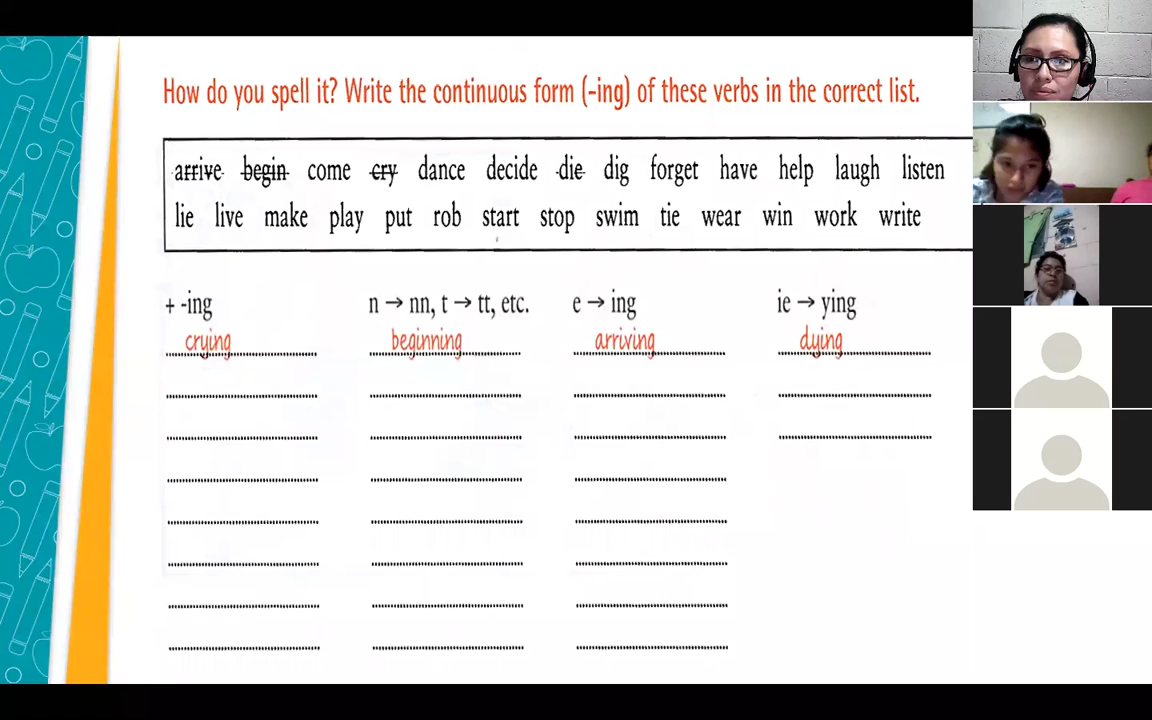 How do you spell it? Write the continuous form (-ing) of these verbs in the correct list.
arrive begin come cry dance decide die dig forget have help laugh listen
lie live make play put rob start stop swim tie wear win work write
+ -ing n → nn, t → tt, etc. e → ing ie → ying
crying beginning arriving dying